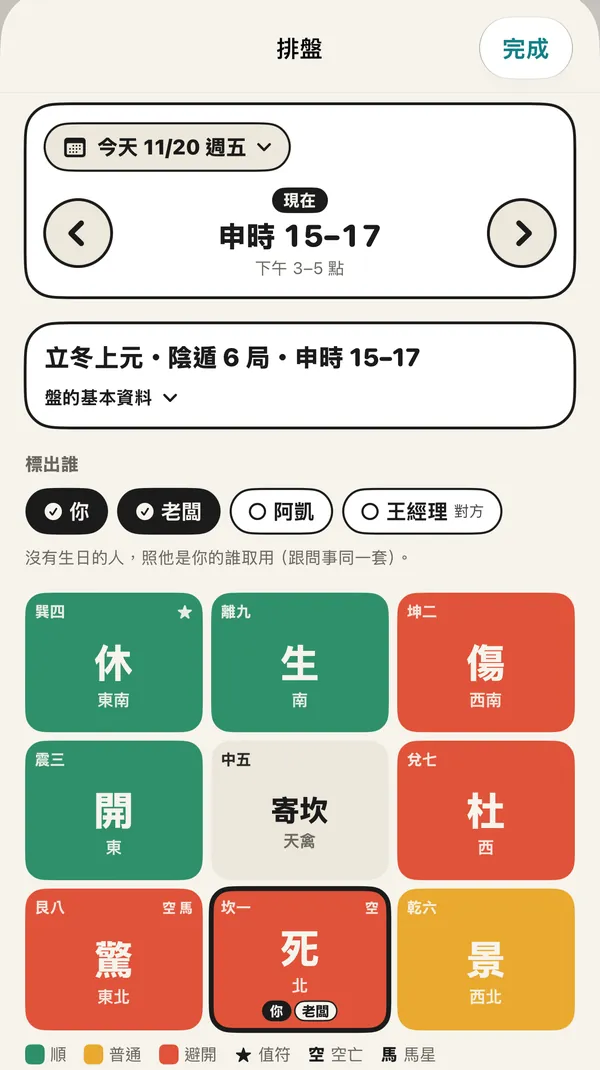 排盤
完成
今天 11/20 週五
現在
申時 15–17
下午 3–5 點
立冬上元・陰遁 6 局・申時 15–17
盤的基本資料
標出誰
你
老闆
阿凱
王經理 對方
沒有生日的人，照他是你的誰取用（跟問事同一套）。
巽四 ★
休
東南
離九
生
南
坤二
傷
西南
震三
開
東
中五
寄坎
天禽
兌七
杜
西
艮八 空 馬
驚
東北
坎一 空
死
北
你 老闆
乾六
景
西北
順 普通 避開 ★ 值符 空 空亡 馬 馬星